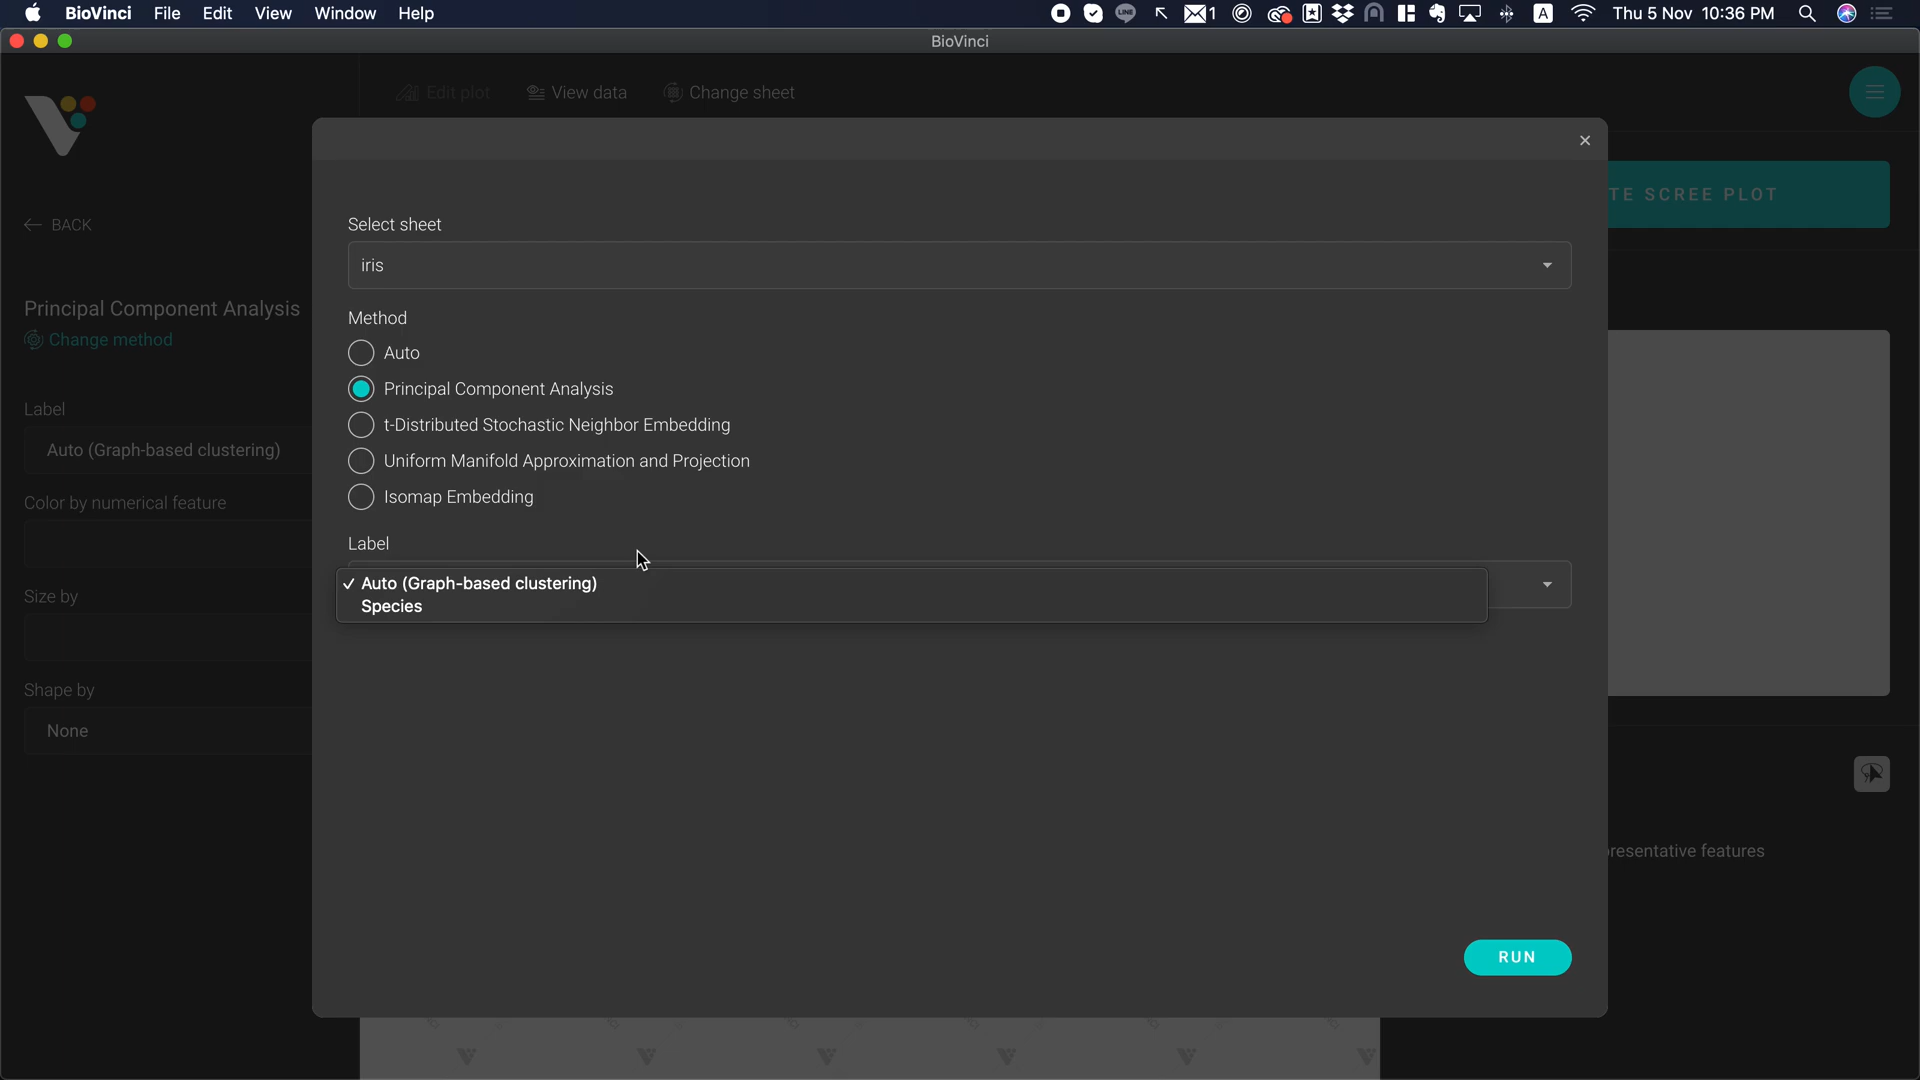 BioVinci File Edit View Window Help LINE 1 A Thu 5 Nov 10:36 PM
BioVinci
Edit plot View data Change sheet
TE SCREE PLOT
BACK
Select sheet
iris
Principal Component Analysis
Change method
Method
Auto
Principal Component Analysis
t-Distributed Stochastic Neighbor Embedding
Uniform Manifold Approximation and Projection
Isomap Embedding
Label
Auto (Graph-based clustering)
Color by numerical feature
Size by
Shape by
None
Label
✓ Auto (Graph-based clustering)
Species
resentative features
RUN